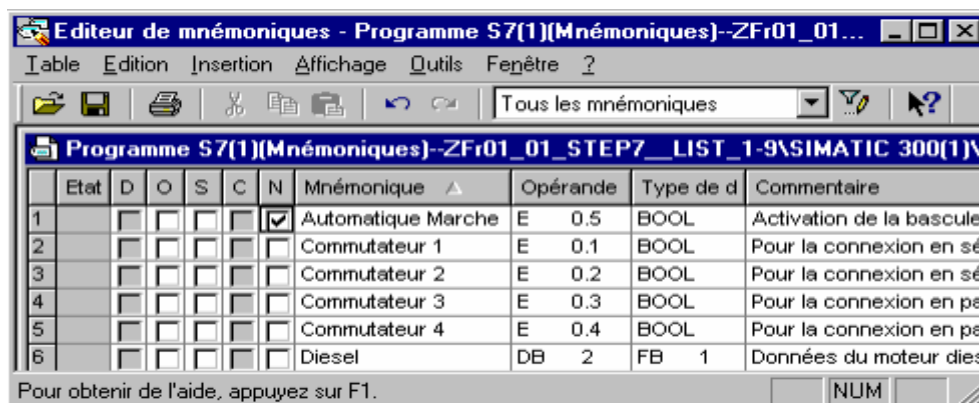 Editeur de mnémoniques - Programme S7(1)(Mnémoniques)--ZFr01_01...
Table Edition Insertion Affichage Outils Fenêtre ?
Tous les mnémoniques
Programme S7(1)(Mnémoniques)--ZFr01_01_STEP7__LIST_1-9\SIMATIC 300(1)\
Etat D O S C N Mnémonique Opérande Type de d Commentaire
1 Automatique Marche E 0.5 BOOL Activation de la bascule
2 Commutateur 1 E 0.1 BOOL Pour la connexion en sé
3 Commutateur 2 E 0.2 BOOL Pour la connexion en sé
4 Commutateur 3 E 0.3 BOOL Pour la connexion en pa
5 Commutateur 4 E 0.4 BOOL Pour la connexion en pa
6 Diesel DB 2 FB 1 Données du moteur dies
Pour obtenir de l'aide, appuyez sur F1. NUM